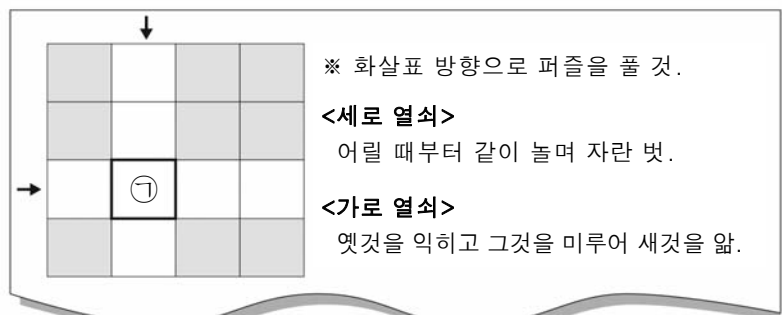 ※ 화살표 방향으로 퍼즐을 풀 것.
<세로 열쇠>
어릴 때부터 같이 놀며 자란 벗.
㉠
<가로 열쇠>
옛것을 익히고 그것을 미루어 새것을 앎.